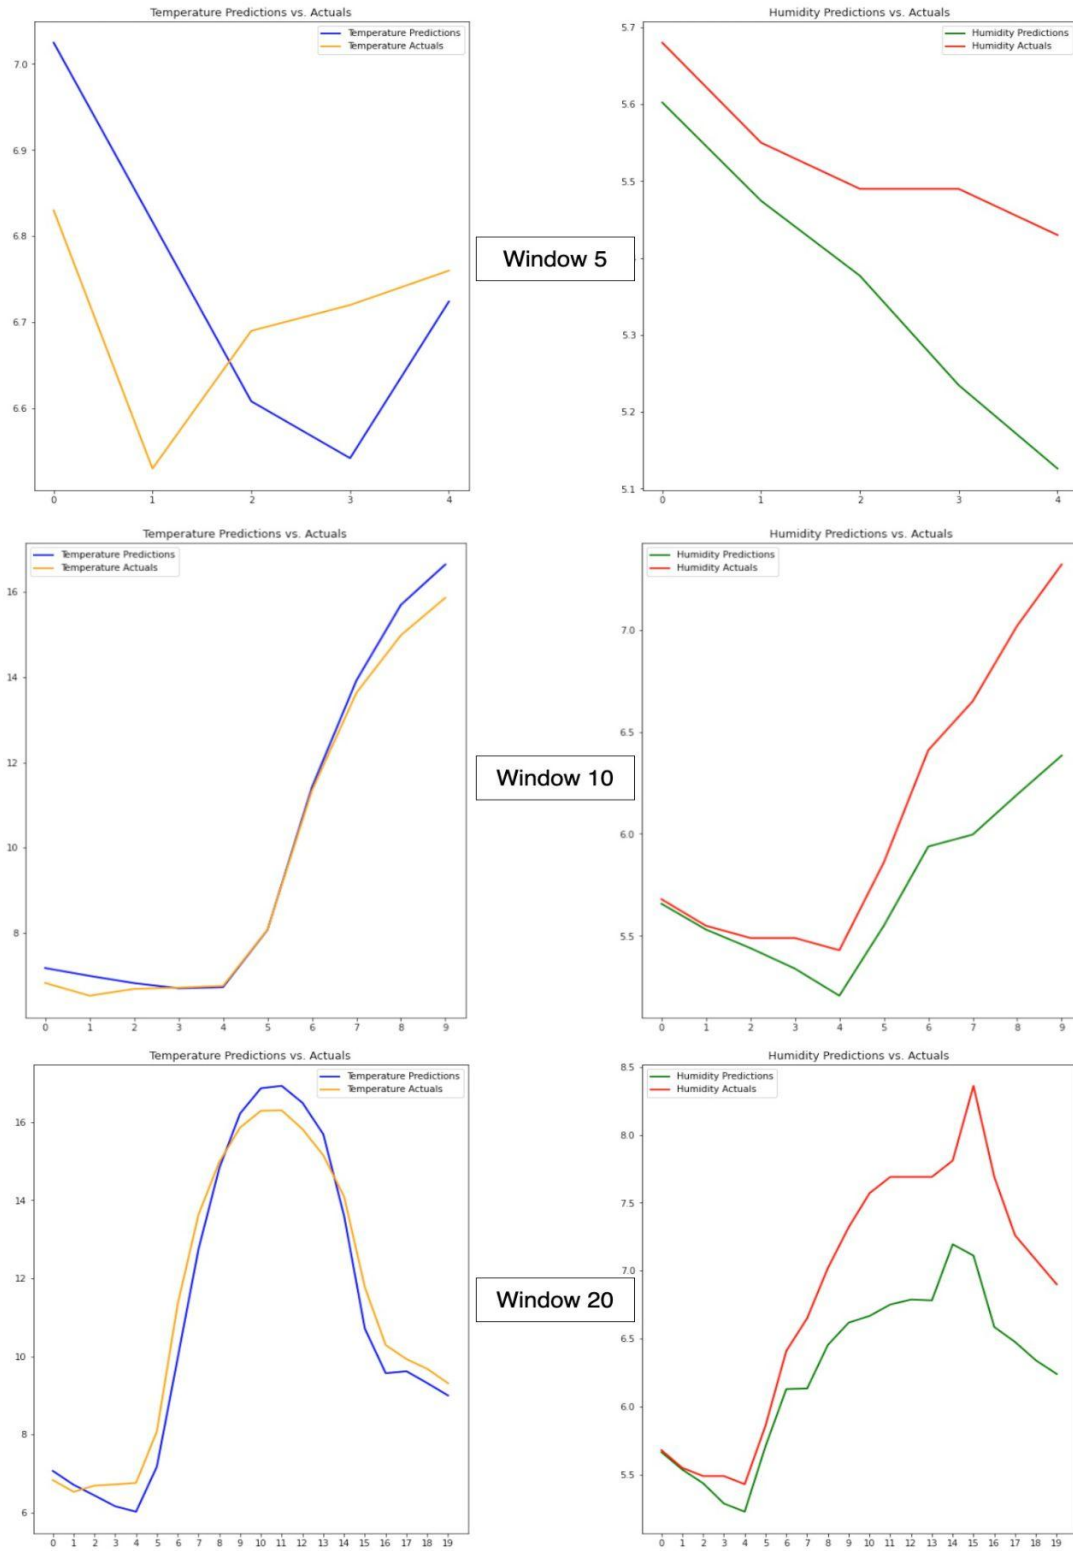 Temperature Predictions vs. Actuals
Temperature Predictions
Temperature Actuals
7.0
6.9
6.8
6.7
6.6
0 1 2 3 4
Humidity Predictions vs. Actuals
Humidity Predictions
Humidity Actuals
5.7
5.6
5.5
5.3
5.2
5.1
0 1 2 3 4
Window 5
Temperature Predictions vs. Actuals
Temperature Predictions
Temperature Actuals
16
14
12
10
8
0 1 2 3 4 5 6 7 8 9
Humidity Predictions vs. Actuals
Humidity Predictions
Humidity Actuals
7.0
6.5
6.0
5.5
0 1 2 3 4 5 6 7 8 9
Window 10
Temperature Predictions vs. Actuals
Temperature Predictions
Temperature Actuals
16
14
12
10
8
6
0 1 2 3 4 5 6 7 8 9 10 11 12 13 14 15 16 17 18 19
Humidity Predictions vs. Actuals
Humidity Predictions
Humidity Actuals
8.5
8.0
7.5
7.0
6.5
6.0
5.5
0 1 2 3 4 5 6 7 8 9 10 11 12 13 14 15 16 17 18 19
Window 20